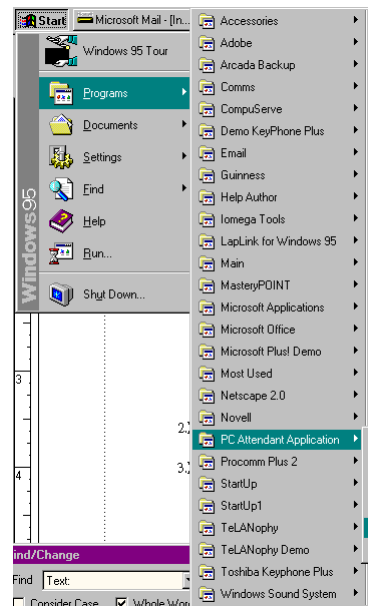 Start
Microsoft Mail - [In...
Windows 95 Tour
Programs
Documents
Settings
Find
Help
Run...
Shut Down...
Windows95
Accessories
Adobe
Arcada Backup
Comms
CompuServe
Demo KeyPhone Plus
Email
Guinness
Help Author
Iomega Tools
LapLink for Windows 95
Main
MasteryPOINT
Microsoft Applications
Microsoft Office
Microsoft Plus! Demo
Most Used
Netscape 2.0
Novell
PC Attendant Application
Procomm Plus 2
StartUp
StartUp1
TeLANophy
TeLANophy Demo
Toshiba Keyphone Plus
Windows Sound System
3
2.)
3.)
4
ind/Change
Find Text:
Consider Case Whole Wor